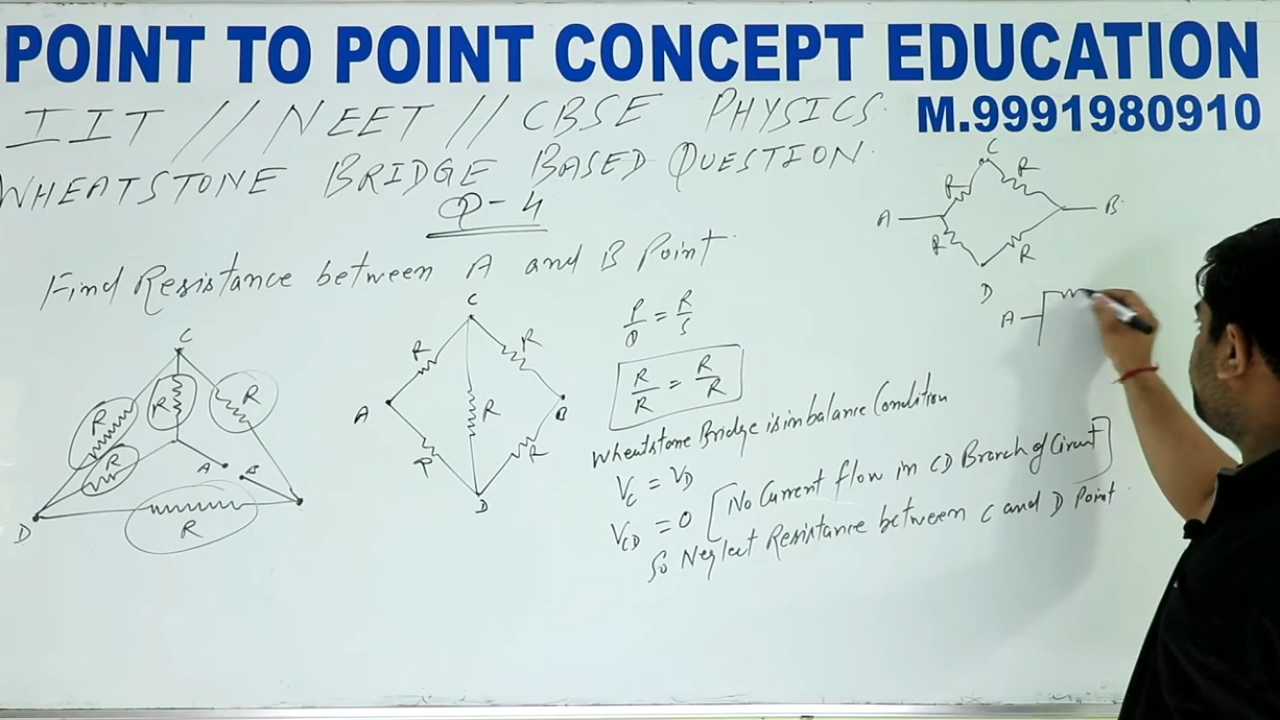 POINT TO POINT CONCEPT EDUCATION
IIT // NEET // CBSE PHYSICS
M.9991980910
WHEATSTONE BRIDGE BASED QUESTION.
Q-4
Find Resistance between A and B Point.
C
R
R
R
R
A
B
D
R
C
R
R
A
R
B
P
R
D
P/Q = R/S
R/R = R/R
Wheatstone Bridge is in balance Condition
VC = VD
VCD = 0 [No Current flow in CD Branch of Circuit]
So Neglect Resistance between C and D Point.
C
R
R
A
B
R
R
D
A